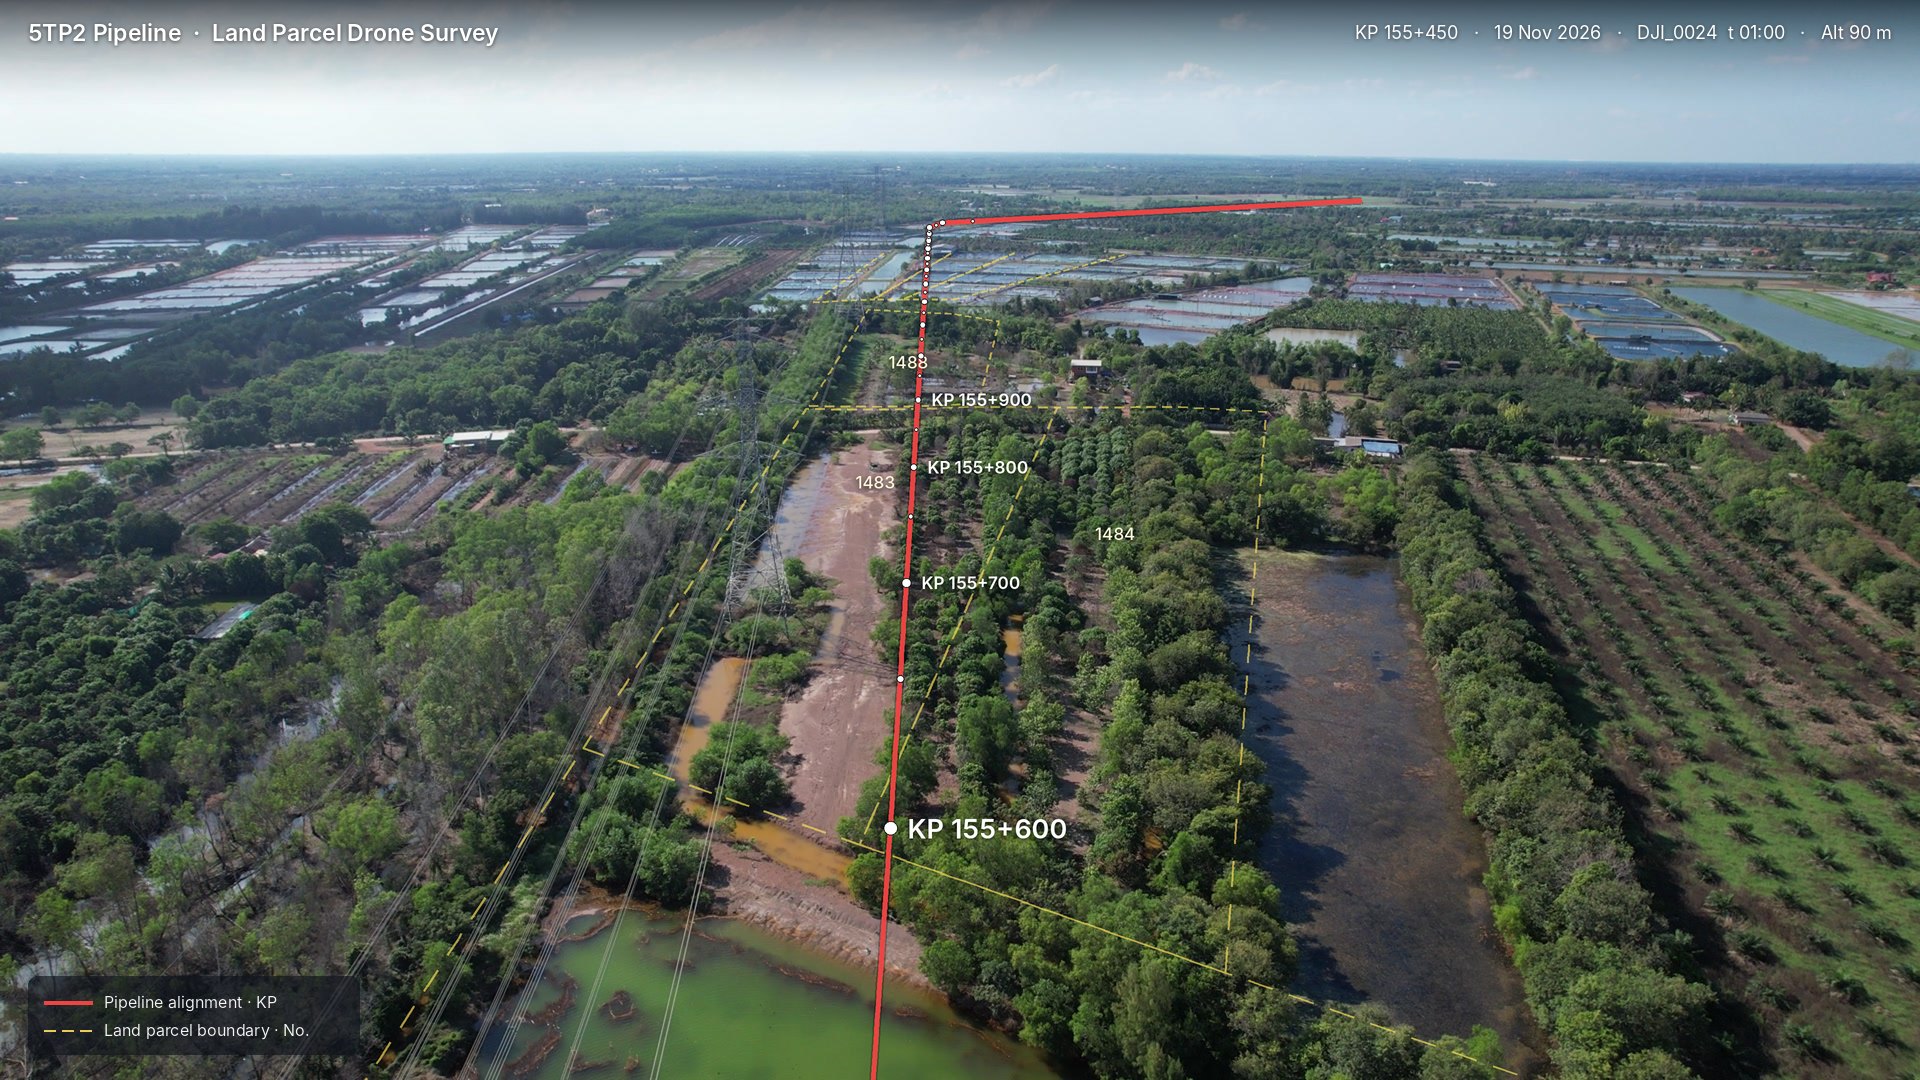 5TP2 Pipeline · Land Parcel Drone Survey
KP 155+450 · 19 Nov 2026 · DJI_0024 t 01:00 · Alt 90 m
1488
KP 155+900
KP 155+800
1483
1484
KP 155+700
KP 155+600
Pipeline alignment · KP
Land parcel boundary · No.